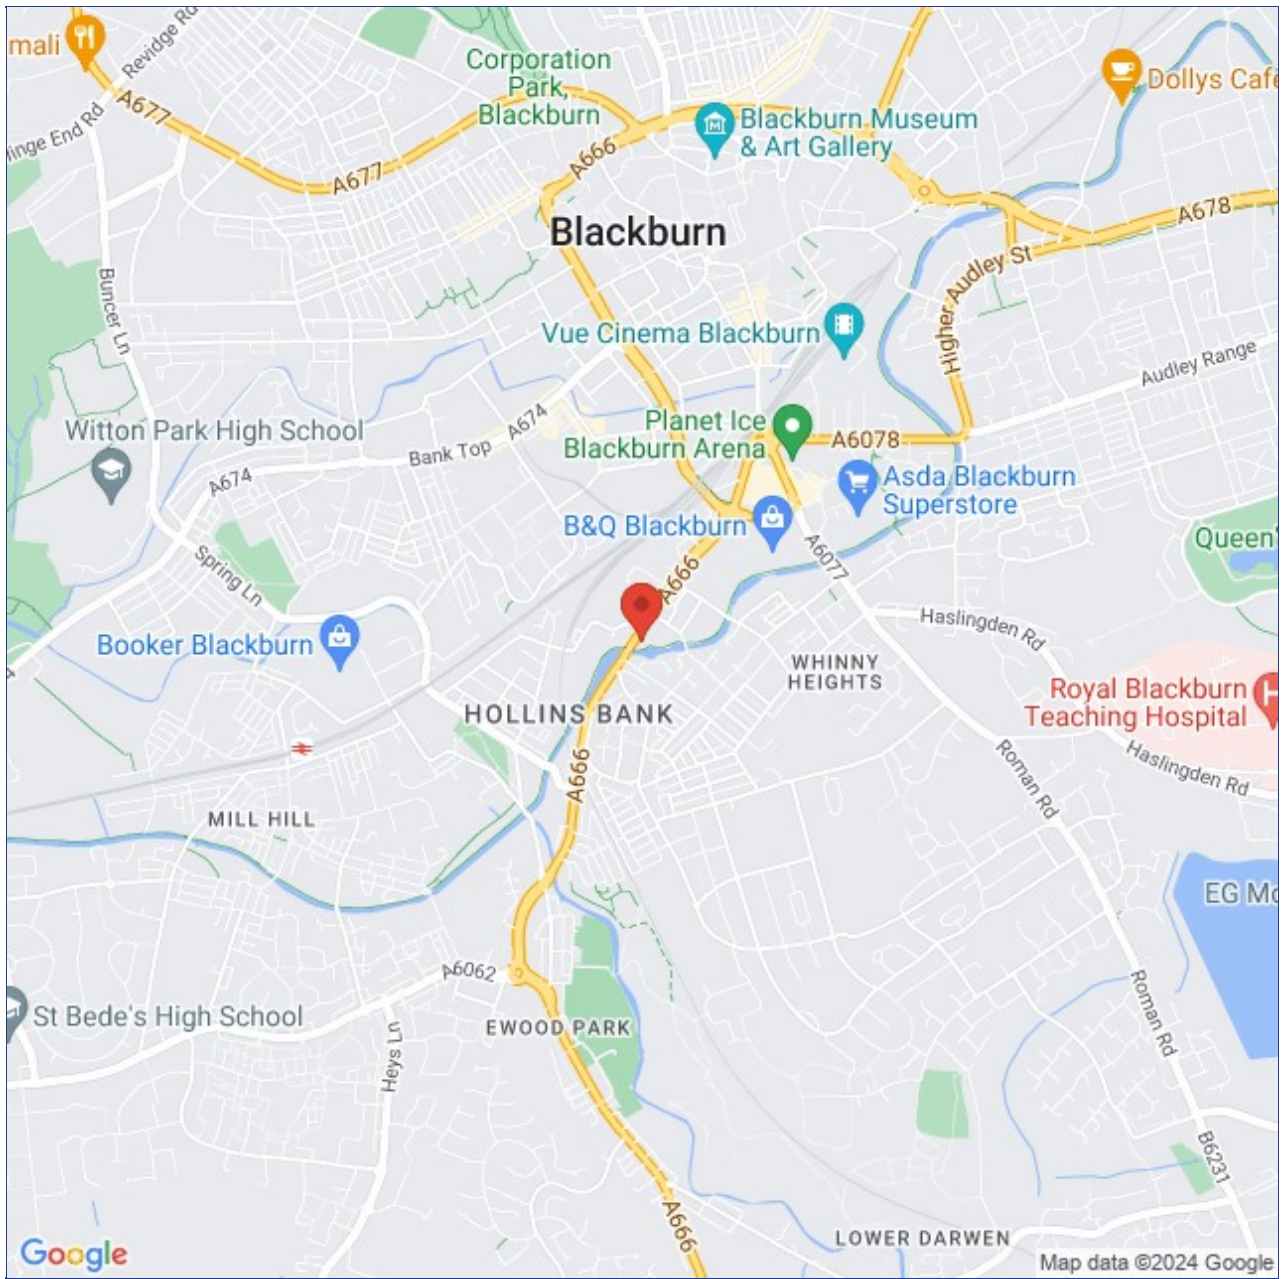 mali
Revidge Rd
Corporation
Park,
Blackburn
Dollys Cafe
A677
Blackburn Museum
& Art Gallery
A666
A677
A678
Blackburn
Higher Audley St
Buncer Ln
Vue Cinema Blackburn
Audley Range
A674
Planet Ice
Blackburn Arena
Witton Park High School
A6078
Bank Top
A674
Asda Blackburn
Superstore
B&Q Blackburn
Queen'
A6077
A666
Spring Ln
Haslingden Rd
Booker Blackburn
WHINNY
HEIGHTS
Royal Blackburn
Teaching Hospital
H
HOLLINS BANK
A666
Roman Rd
Haslingden Rd
MILL HILL
EG Mo
A6062
St Bede's High School
EWOOD PARK
Roman Rd
Heys Ln
B6231
A666
LOWER DARWEN
Google
Map data ©2024 Google